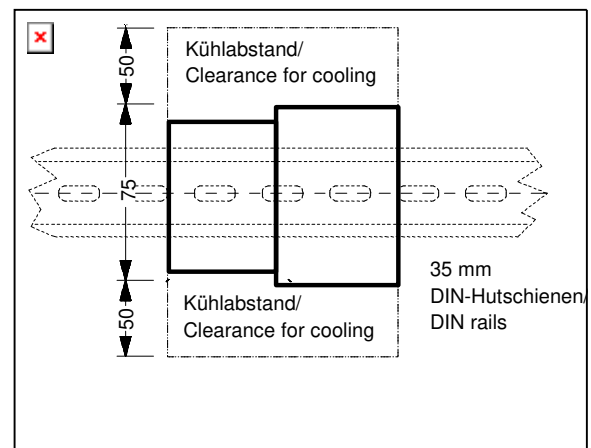 50
Kühlabstand/
Clearance for cooling
75
35 mm
DIN-Hutschienen/
DIN rails
50
Kühlabstand/
Clearance for cooling